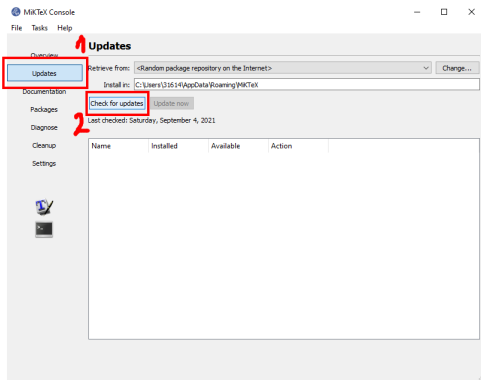 MiKTeX Console
File Tasks Help
1
Updates
Overview
Updates
Documentation
Packages
Diagnose
Cleanup
Settings
Retrieve from: <Random package repository on the Internet> Change...
Install in: C:\Users\31614\AppData\Roaming\MiKTeX
Check for updates Update now
2
Last checked: Saturday, September 4, 2021
Name Installed Available Action